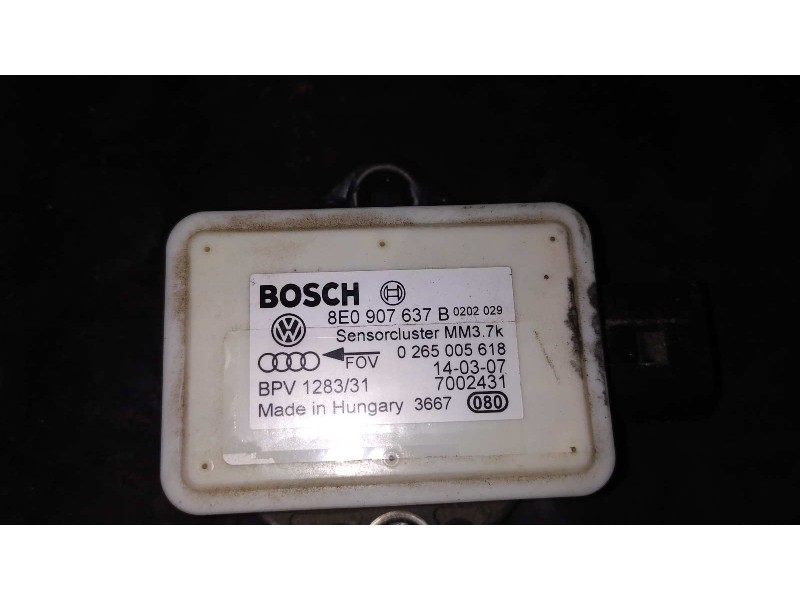 BOSCH
8E0 907 637 B 0202 029
Sensorcluster MM3.7k
FOV 0 265 005 618
14-03-07
BPV 1283/31 7002431
Made in Hungary 3667 080